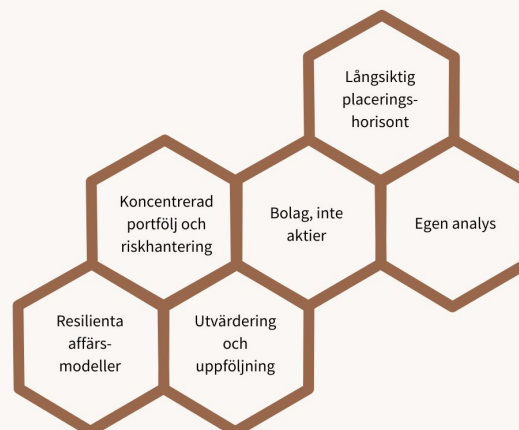 Långsiktig
placerings-
horisont
Koncentrerad
portfölj och
riskhantering
Bolag, inte
aktier
Egen analys
Resilienta
affärs-
modeller
Utvärdering
och
uppföljning